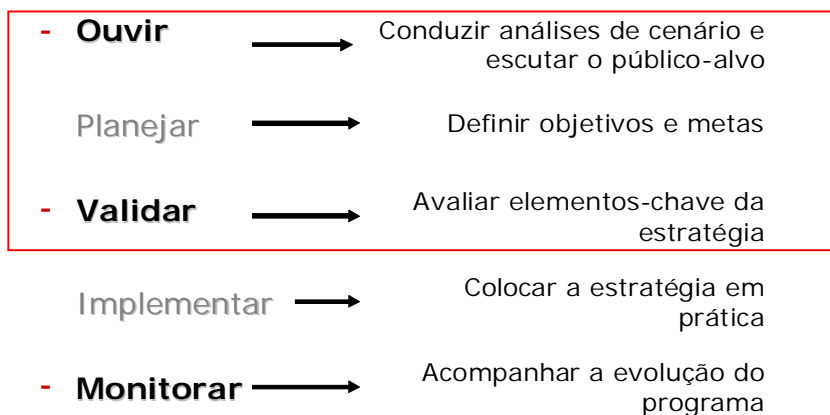 - Ouvir
Conduzir análises de cenário e
escutar o público-alvo
Planejar
Definir objetivos e metas
- Validar
Avaliar elementos-chave da
estratégia
Implementar
Colocar a estratégia em
prática
- Monitorar
Acompanhar a evolução do
programa